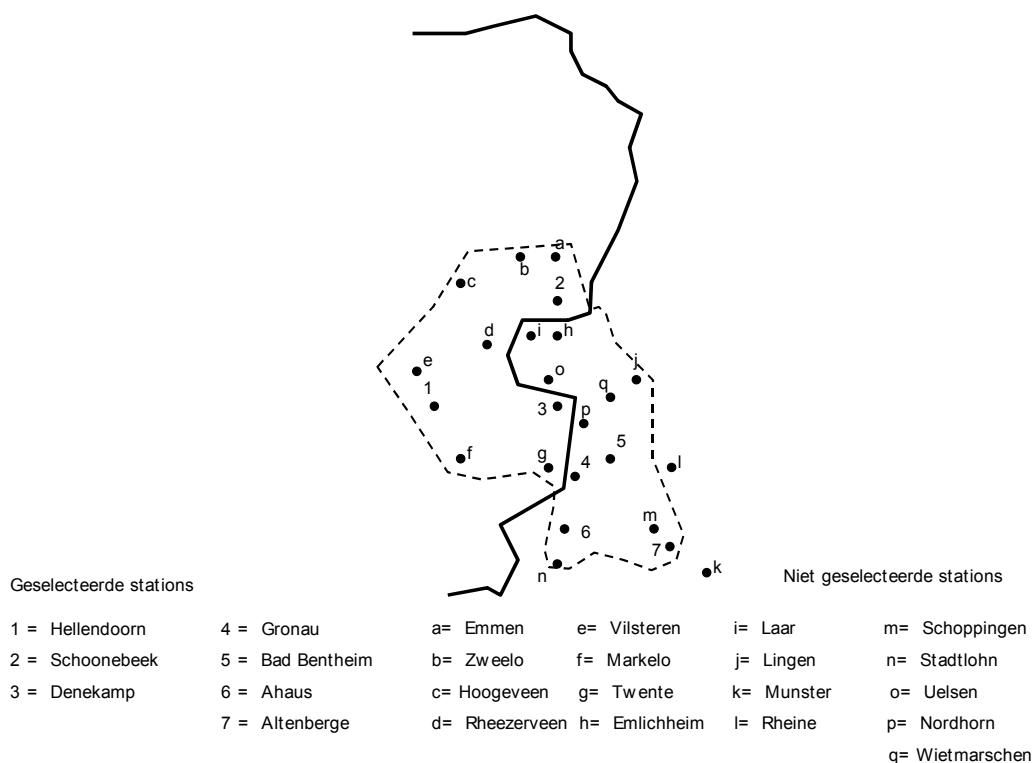 a
b
2
c
d
i
h
e
o
j
q
1
3
p
f
g
4
5
l
m
6
7
n
k
Geselecteerde stations
Niet geselecteerde stations
1 = Hellendoorn 4 = Gronau a= Emmen e= Vilsteren i= Laar m= Schoppingen
2 = Schoonebeek 5 = Bad Bentheim b= Zweelo f= Markelo j= Lingen n= Stadtlohn
3 = Denekamp 6 = Ahaus c= Hoogeveen g= Twente k= Munster o= Uelsen
7 = Altenberge d= Rheezerveen h= Emlichheim l= Rheine p= Nordhorn
q= Wietmarschen